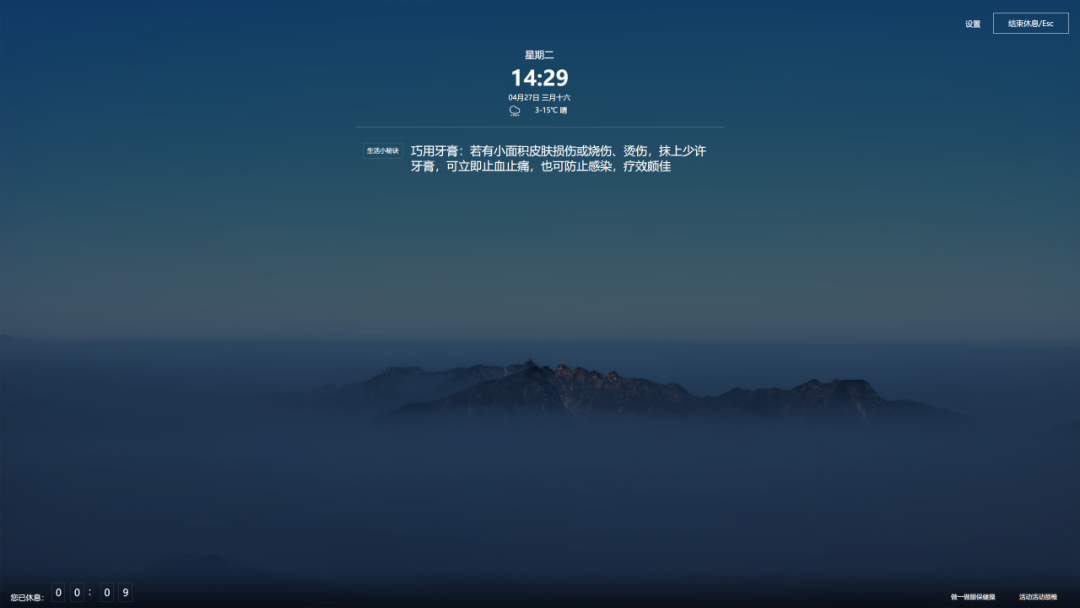 设置
结束休息/Esc
星期二
14:29
04月27日 三月十六
3-15℃ 晴
生活小秘诀
巧用牙膏：若有小面积皮肤损伤或烧伤、烫伤，抹上少许
牙膏，可立即止血止痛，也可防止感染，疗效颇佳
您已休息：
00:09
做一做眼保健操
活动活动颈椎